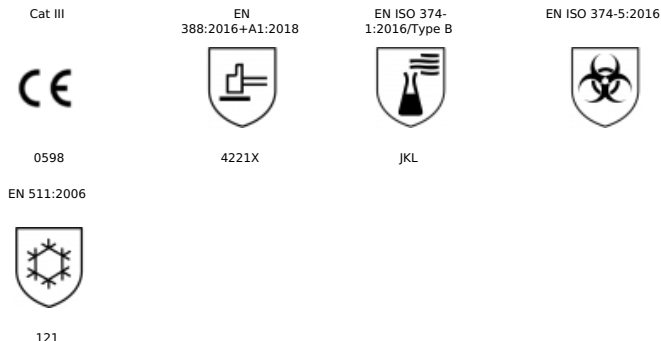 Cat III
EN
388:2016+A1:2018
EN ISO 374-
1:2016/Type B
EN ISO 374-5:2016
CE
0598
4221X
JKL
EN 511:2006
121